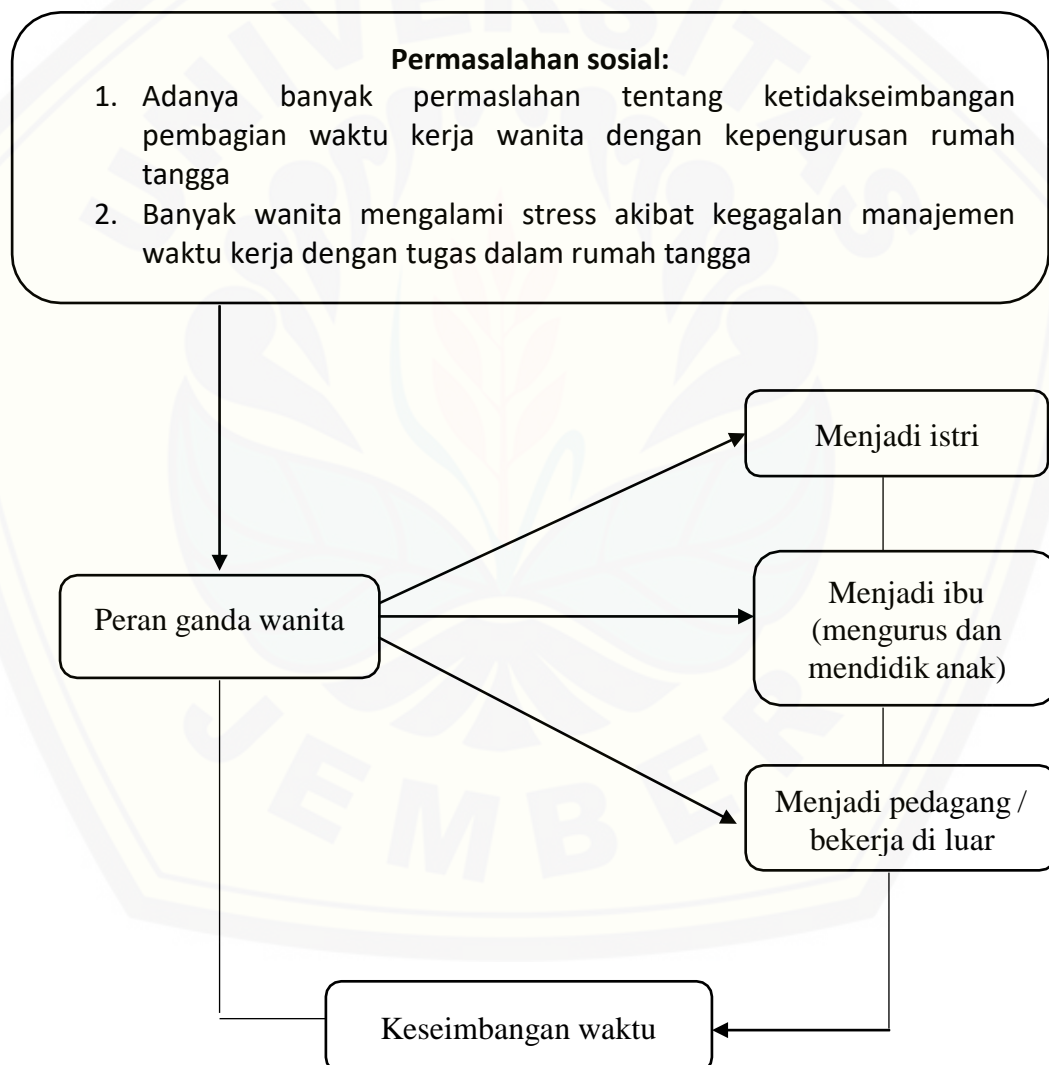 UNIVERSITAS
Permasalahan sosial:
1. Adanya banyak permaslahan tentang ketidakseimbangan
pembagian waktu kerja wanita dengan kepengurusan rumah
tangga
2. Banyak wanita mengalami stress akibat kegagalan manajemen
waktu kerja dengan tugas dalam rumah tangga
Menjadi istri
Peran ganda wanita
Menjadi ibu
(mengurus dan
mendidik anak)
Menjadi pedagang /
bekerja di luar
Keseimbangan waktu
JEMBER